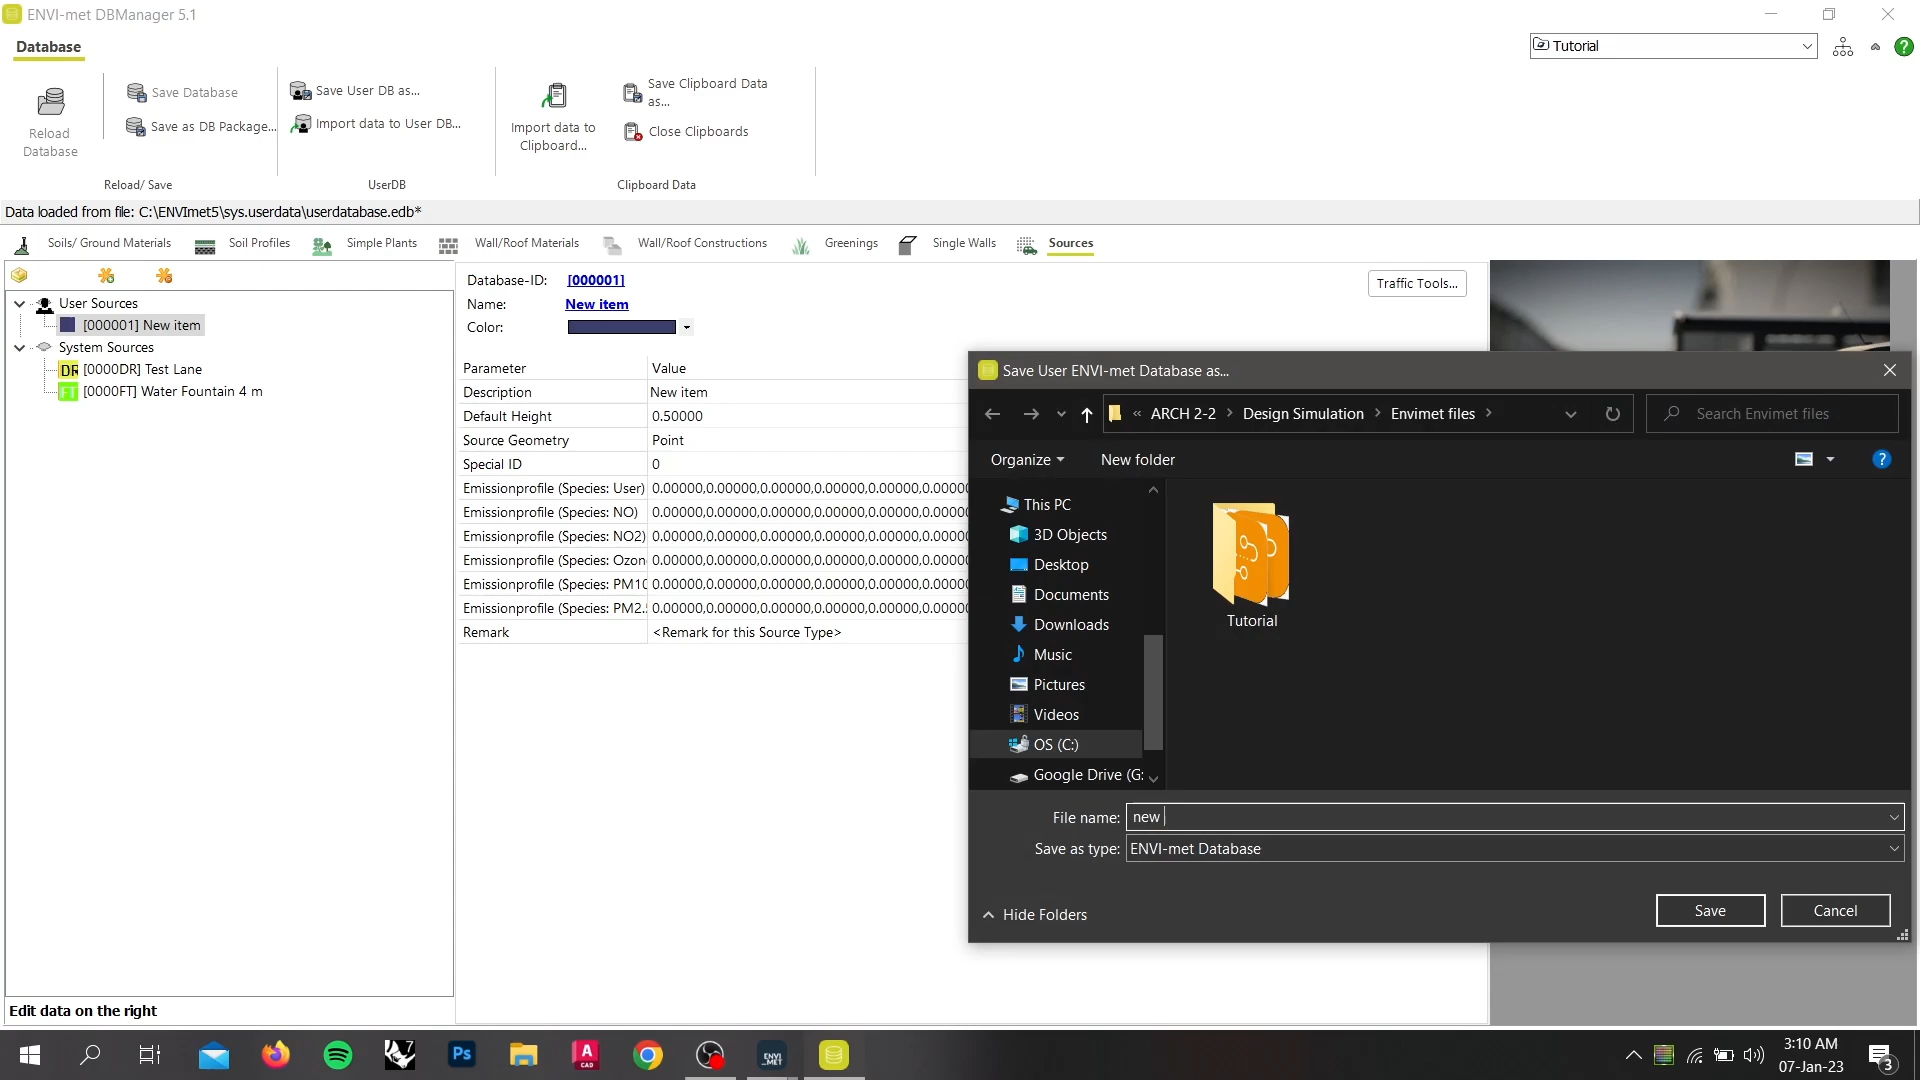 ENVI-met DBManager 5.1
Database
Tutorial
Reload
Database
Save Database
Save as DB Package...
Reload/ Save
Save User DB as...
Import data to User DB...
UserDB
Import data to
Clipboard...
Save Clipboard Data
as...
Close Clipboards
Clipboard Data
Data loaded from file: C:\ENVImet5\sys.userdata\userdatabase.edb*
Soils/ Ground Materials
Soil Profiles
Simple Plants
Wall/Roof Materials
Wall/Roof Constructions
Greenings
Single Walls
Sources
User Sources
[000001] New item
System Sources
DR [0000DR] Test Lane
FT [0000FT] Water Fountain 4 m
Database-ID: [000001]
Name: New item
Color:
Traffic Tools...
Parameter Value
Description New item
Default Height 0.50000
Source Geometry Point
Special ID 0
Emissionprofile (Species: User) 0.00000,0.00000,0.00000,0.00000,0.00000,0.00000
Emissionprofile (Species: NO) 0.00000,0.00000,0.00000,0.00000,0.00000,0.00000
Emissionprofile (Species: NO2) 0.00000,0.00000,0.00000,0.00000,0.00000,0.00000
Emissionprofile (Species: Ozon 0.00000,0.00000,0.00000,0.00000,0.00000,0.00000
Emissionprofile (Species: PM10 0.00000,0.00000,0.00000,0.00000,0.00000,0.00000
Emissionprofile (Species: PM2.5 0.00000,0.00000,0.00000,0.00000,0.00000,0.00000
Remark <Remark for this Source Type>
Save User ENVI-met Database as...
« ARCH 2-2 > Design Simulation > Envimet files >
Search Envimet files
Organize
New folder
This PC
3D Objects
Desktop
Documents
Downloads
Music
Pictures
Videos
OS (C:)
Google Drive (G:
Tutorial
File name: new
Save as type: ENVI-met Database
Hide Folders
Save
Cancel
Edit data on the right
Ps
A
CAD
ENVI
_MET
3:10 AM
07-Jan-23
3